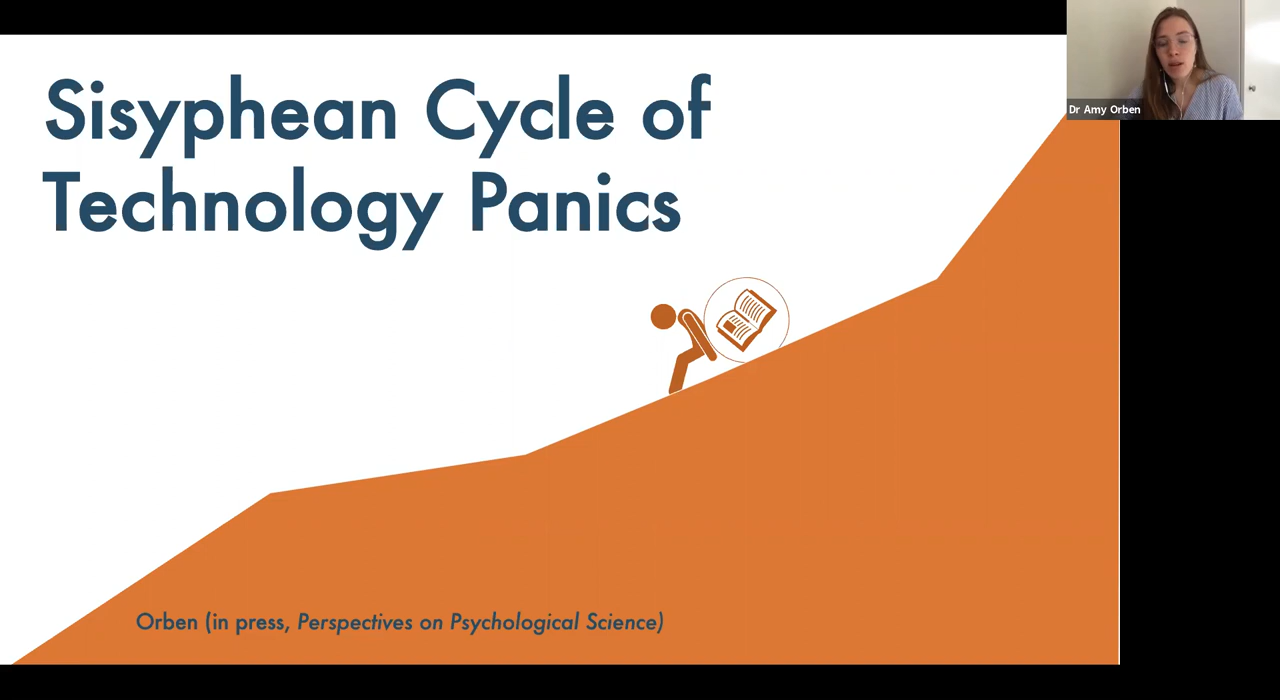 Sisyphean Cycle of
Technology Panics
Dr Amy Orben
Orben (in press, Perspectives on Psychological Science)